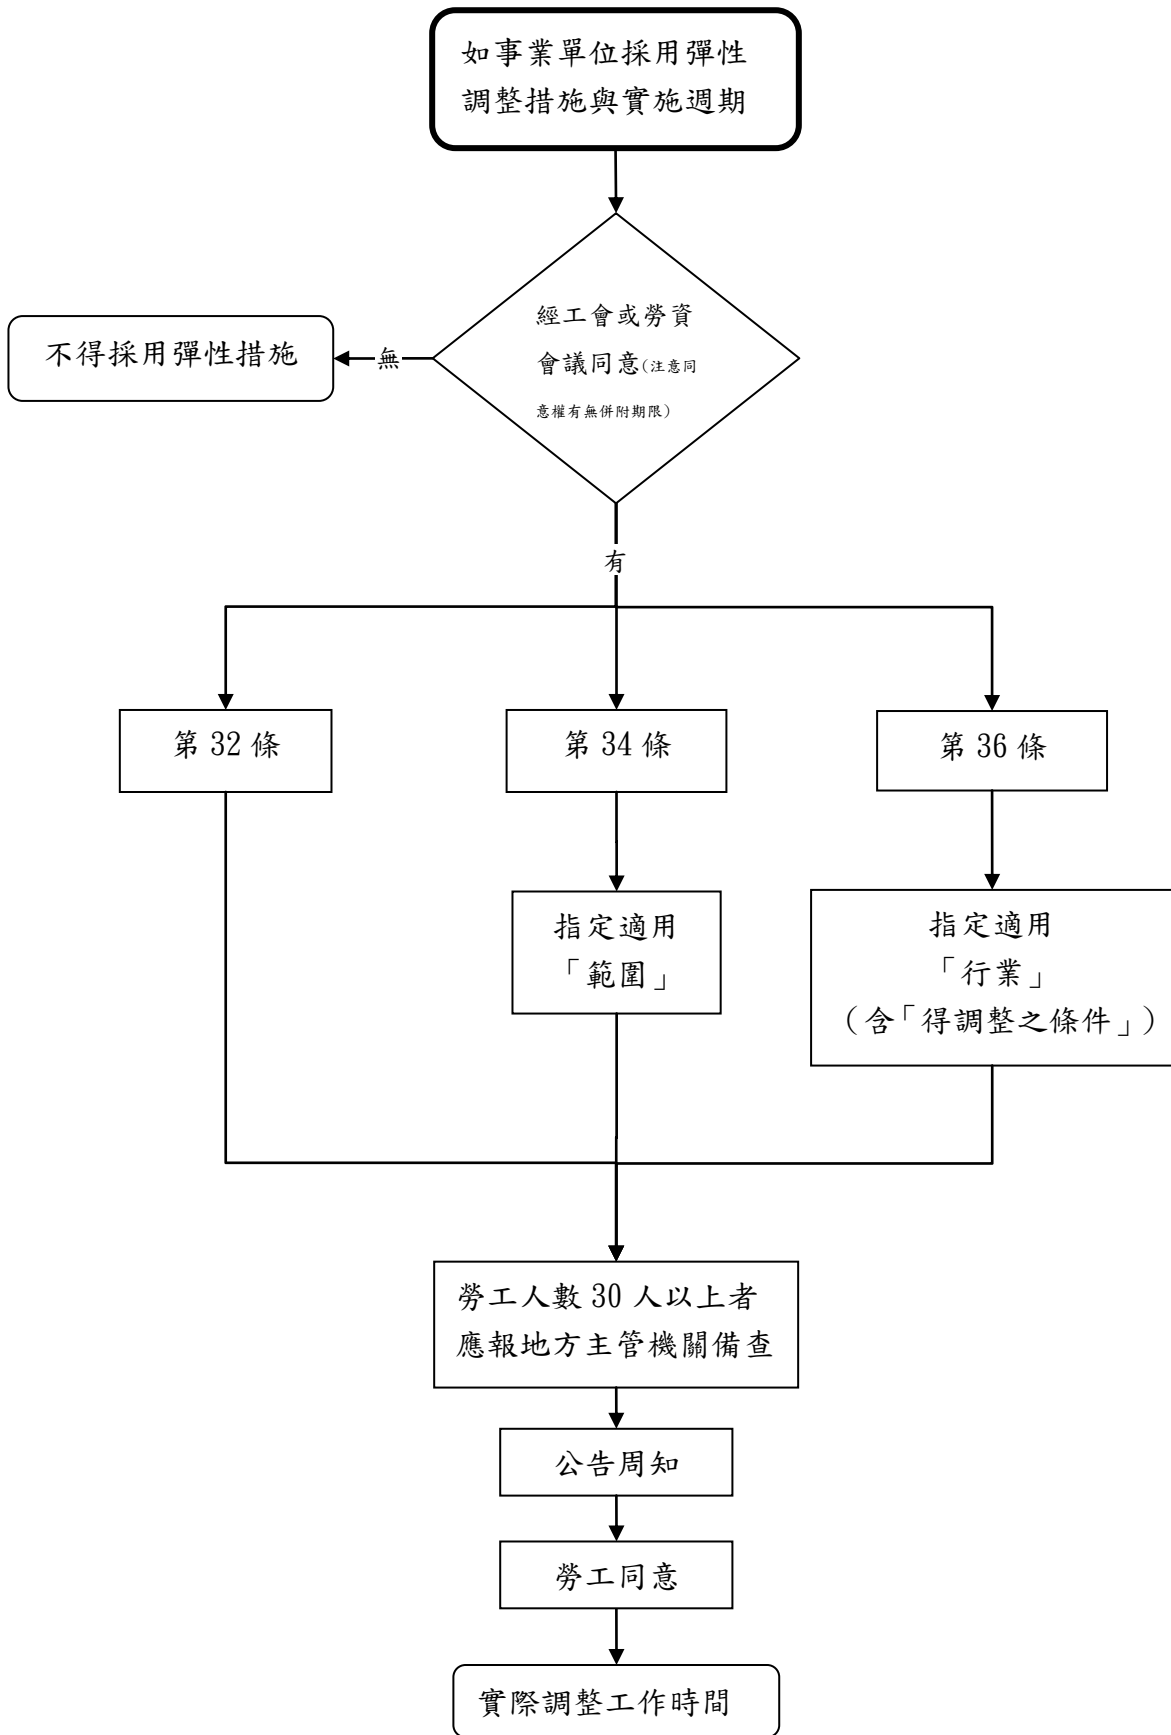 如事業單位採用彈性
調整措施與實施週期
經工會或勞資
會議同意(注意同
意權有無併附期限)
無
不得採用彈性措施
有
第 32 條
第 34 條
第 36 條
指定適用
「範圍」
指定適用
「行業」
(含「得調整之條件」)
勞工人數 30 人以上者
應報地方主管機關備查
公告周知
勞工同意
實際調整工作時間